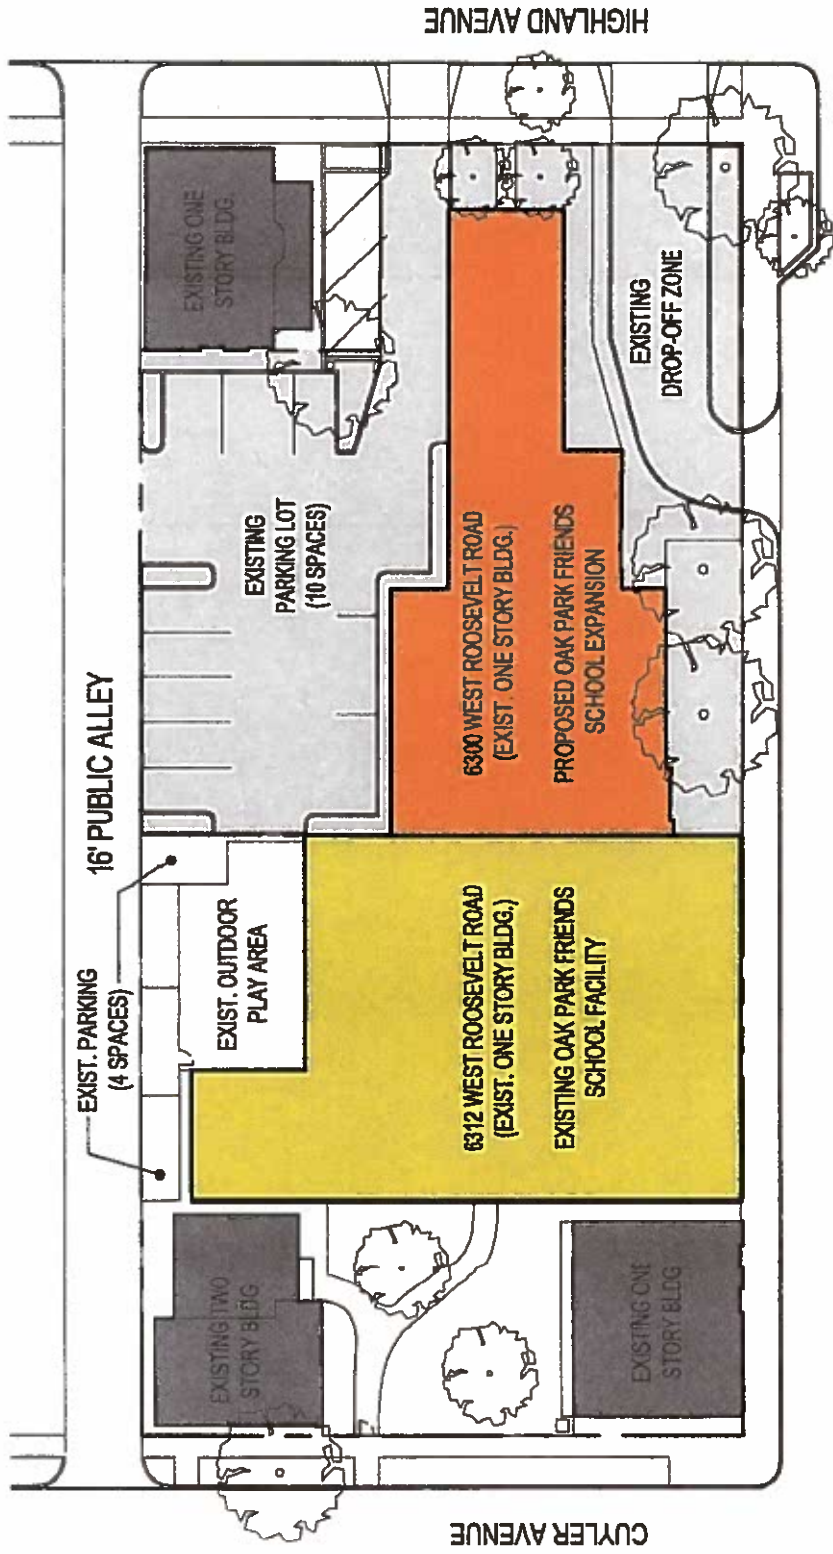 HIGHLAND AVENUE
EXISTING ONE
STORY BLDG.
EXISTING
DROP-OFF ZONE
EXISTING
PARKING LOT
(10 SPACES)
6300 WEST ROOSEVELT ROAD
(EXIST. ONE STORY BLDG.)
PROPOSED OAK PARK FRIENDS
SCHOOL EXPANSION
16' PUBLIC ALLEY
EXIST. PARKING
(4 SPACES)
EXIST. OUTDOOR
PLAY AREA
6312 WEST ROOSEVELT ROAD
(EXIST. ONE STORY BLDG.)
EXISTING OAK PARK FRIENDS
SCHOOL FACILITY
EXISTING TWO
STORY BLDG
EXISTING ONE
STORY BLDG
CUYLER AVENUE